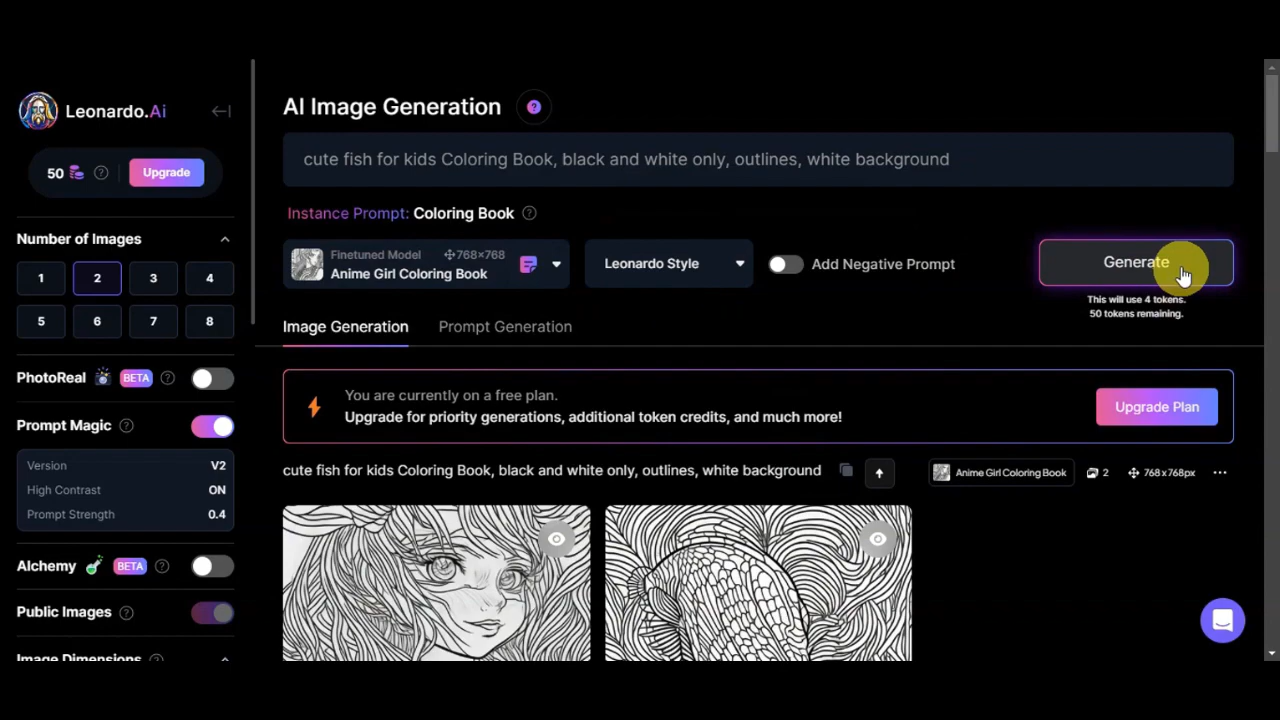 Leonardo.Ai
50 Upgrade
Number of Images
1 2 3 4
5 6 7 8
PhotoReal BETA
Prompt Magic
Version V2
High Contrast ON
Prompt Strength 0.4
Alchemy BETA
Public Images
Image Dimensions
AI Image Generation
cute fish for kids Coloring Book, black and white only, outlines, white background
Instance Prompt: Coloring Book
Finetuned Model 768×768
Anime Girl Coloring Book
Leonardo Style
Add Negative Prompt
Generate
This will use 4 tokens.
50 tokens remaining.
Image Generation Prompt Generation
You are currently on a free plan.
Upgrade for priority generations, additional token credits, and much more!
Upgrade Plan
cute fish for kids Coloring Book, black and white only, outlines, white background
Anime Girl Coloring Book 2 768x768px